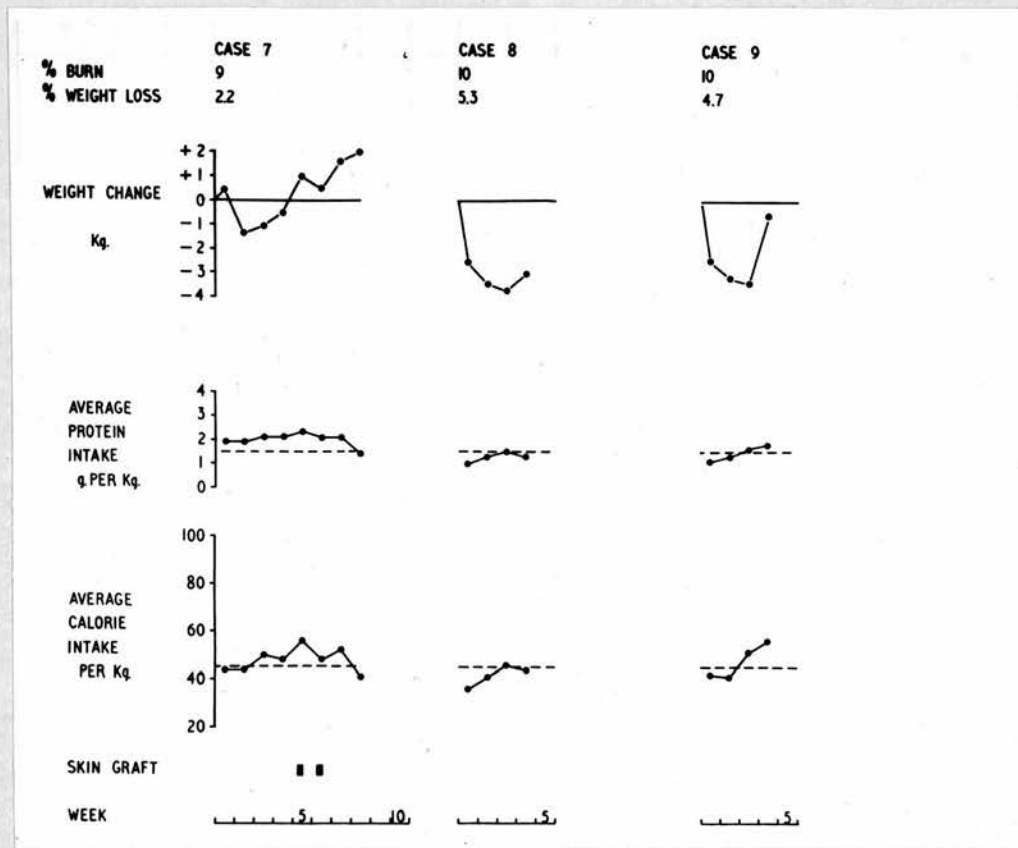 CASE 7 CASE 8 CASE 9
% BURN 9 10 10
% WEIGHT LOSS 2.2 5.3 4.7
+ 2
+ 1
WEIGHT CHANGE 0
− 1
Kg. − 2
− 3
− 4
4
AVERAGE 3
PROTEIN 2
INTAKE 1
g. PER Kg. 0
100
80
AVERAGE
CALORIE 60
INTAKE
PER Kg. 40
20
SKIN GRAFT
WEEK 5 10 5 5